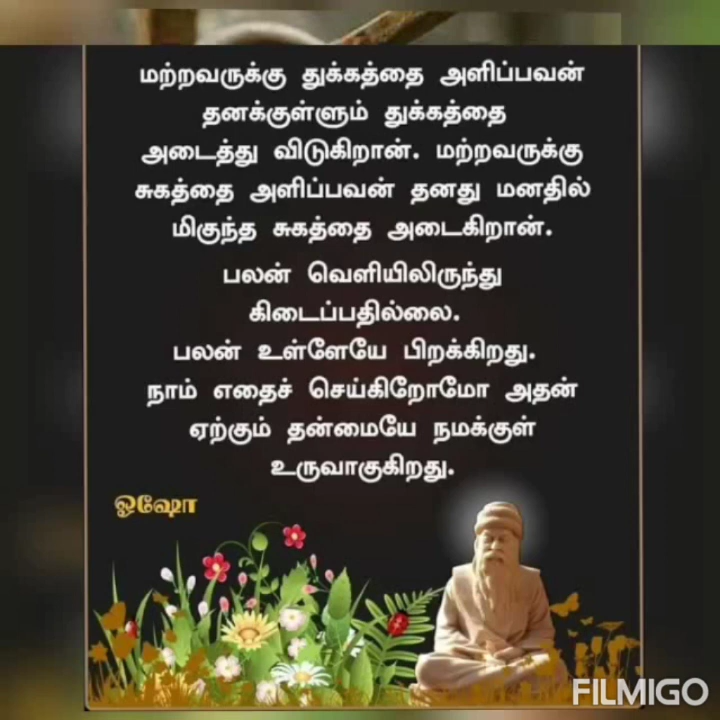 மற்றவருக்கு துக்கத்தை அளிப்பவன்
தனக்குள்ளும் துக்கத்தை
அடைத்து விடுகிறான். மற்றவருக்கு
சுகத்தை அளிப்பவன் தனது மனதில்
மிகுந்த சுகத்தை அடைகிறான்.
பலன் வெளியிலிருந்து
கிடைப்பதில்லை.
பலன் உள்ளேயே பிறக்கிறது.
நாம் எதைச் செய்கிறோமோ அதன்
ஏற்கும் தன்மையே நமக்குள்
உருவாகுகிறது.
ஓஷோ
FILMIGO